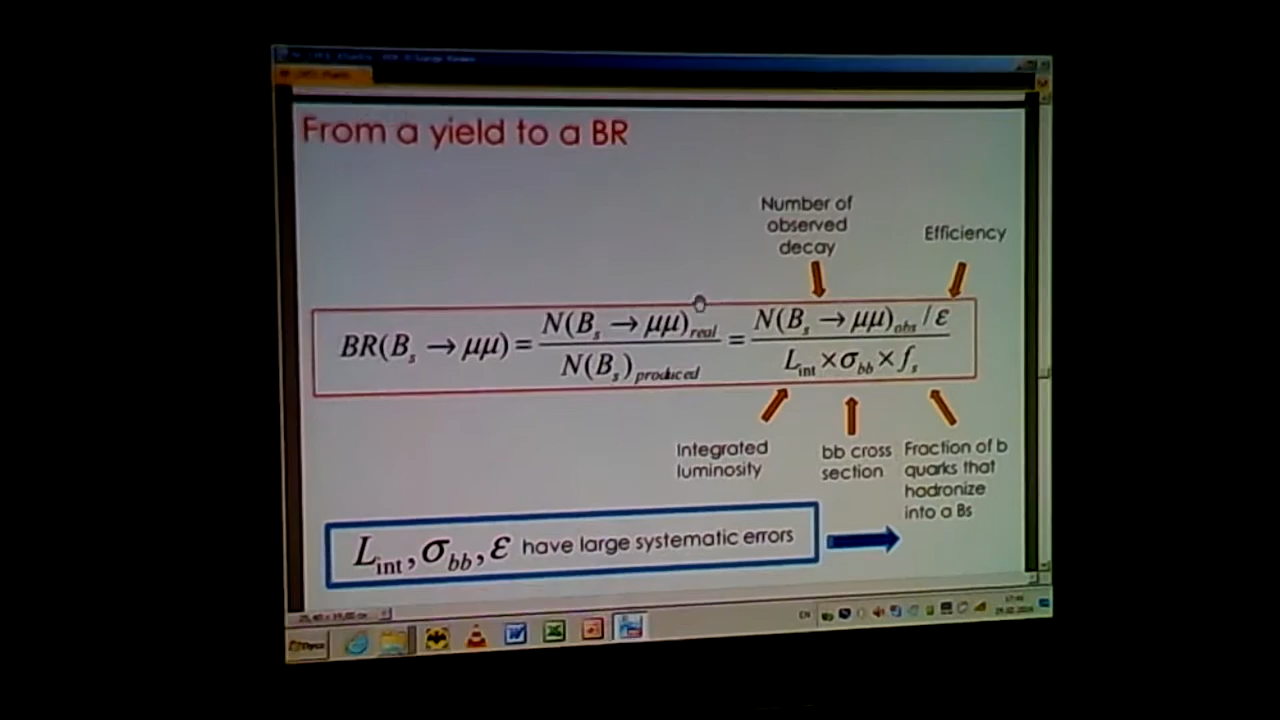 From a yield to a BR
Number of
observed
decay
Efficiency
BR(B_s → μμ) = N(B_s → μμ)_real / N(B_s)_produced = N(B_s → μμ)_obs / ε / L_int × σ_bb × f_s
Integrated
luminosity
bb cross
section
Fraction of b
quarks that
hadronize
into a Bs
L_int, σ_bb, ε have large systematic errors
EN